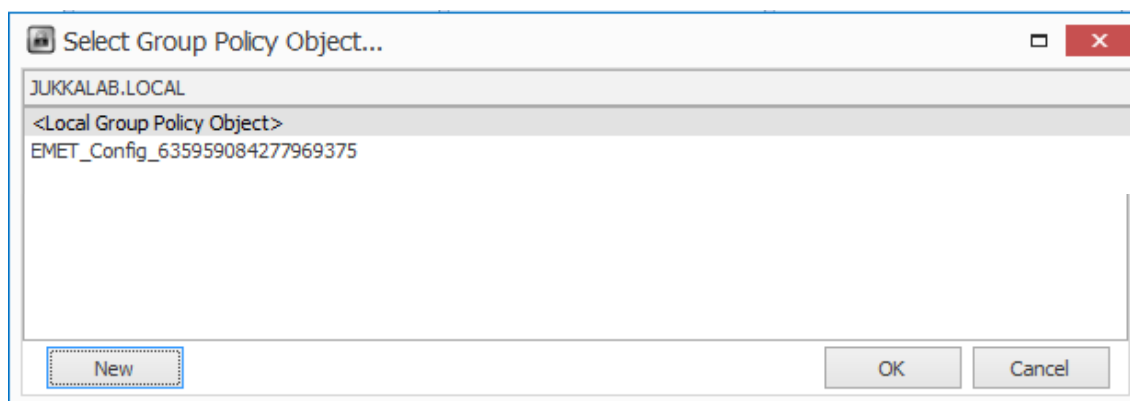 Select Group Policy Object...
JUKKALAB.LOCAL
<Local Group Policy Object>
EMET_Config_635959084277969375
New
OK
Cancel